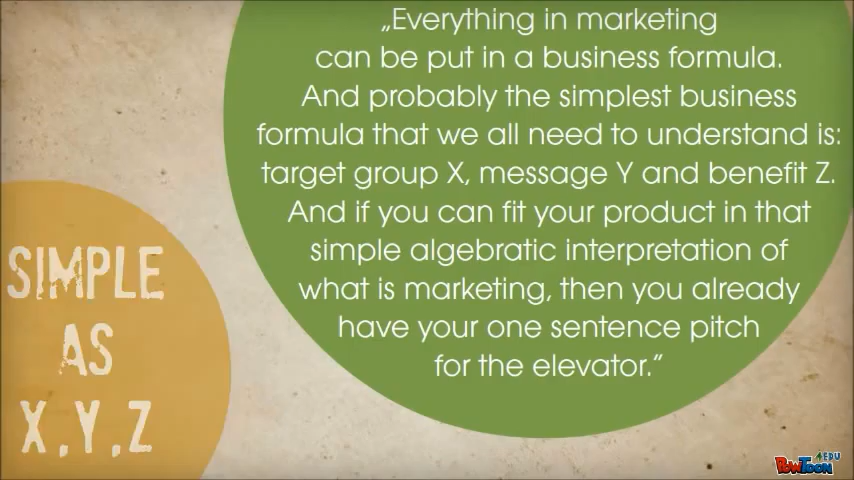 „Everything in marketing
can be put in a business formula.
And probably the simplest business
formula that we all need to understand is:
target group X, message Y and benefit Z.
And if you can fit your product in that
simple algebratic interpretation of
what is marketing, then you already
have your one sentence pitch
for the elevator.”
SIMPLE
AS
X,Y,Z
4EDU
POWTOON